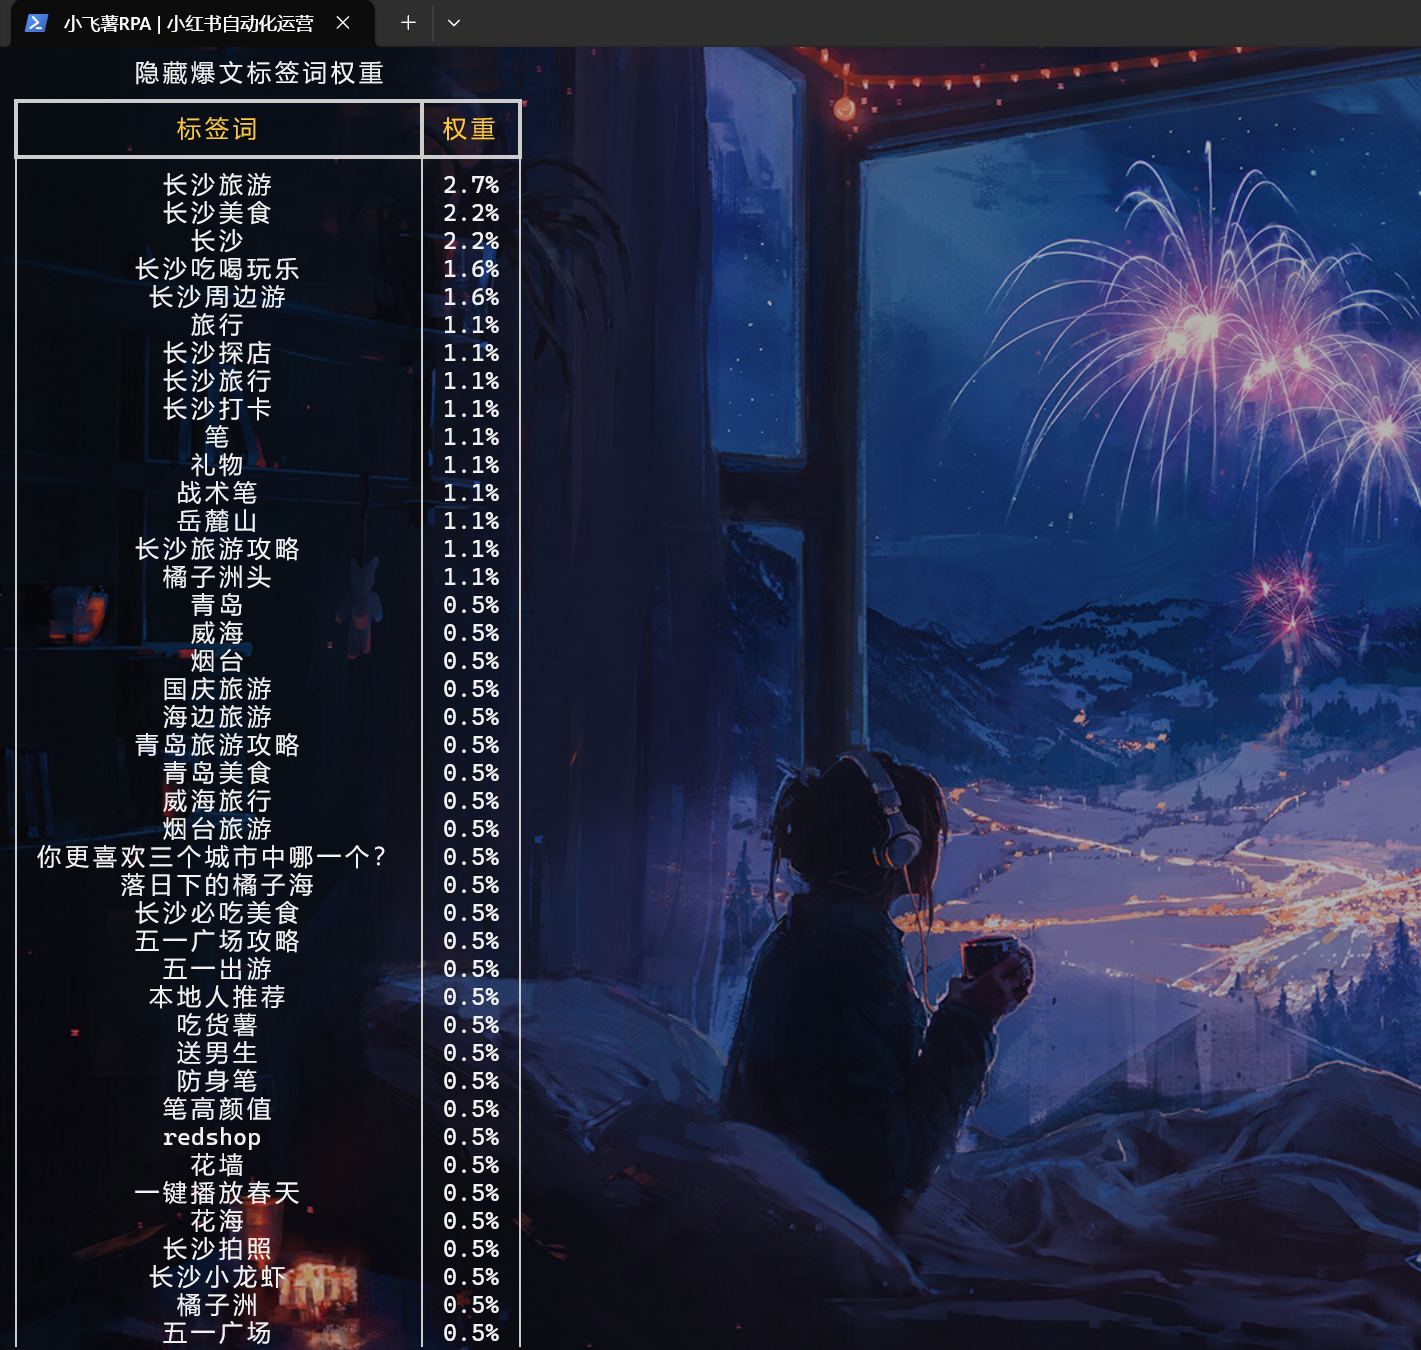 小飞薯RPA | 小红书自动化运营
隐藏爆文标签词权重
标签词 权重
长沙旅游 2.7%
长沙美食 2.2%
长沙 2.2%
长沙吃喝玩乐 1.6%
长沙周边游 1.6%
旅行 1.1%
长沙探店 1.1%
长沙旅行 1.1%
长沙打卡 1.1%
笔 1.1%
礼物 1.1%
战术笔 1.1%
岳麓山 1.1%
长沙旅游攻略 1.1%
橘子洲头 1.1%
青岛 0.5%
威海 0.5%
烟台 0.5%
国庆旅游 0.5%
海边旅游 0.5%
青岛旅游攻略 0.5%
青岛美食 0.5%
威海旅行 0.5%
烟台旅游 0.5%
你更喜欢三个城市中哪一个？ 0.5%
落日下的橘子海 0.5%
长沙必吃美食 0.5%
五一广场攻略 0.5%
五一出游 0.5%
本地人推荐 0.5%
吃货薯 0.5%
送男生 0.5%
防身笔 0.5%
笔高颜值 0.5%
redshop 0.5%
花墙 0.5%
一键播放春天 0.5%
花海 0.5%
长沙拍照 0.5%
长沙小龙虾 0.5%
橘子洲 0.5%
五一广场 0.5%